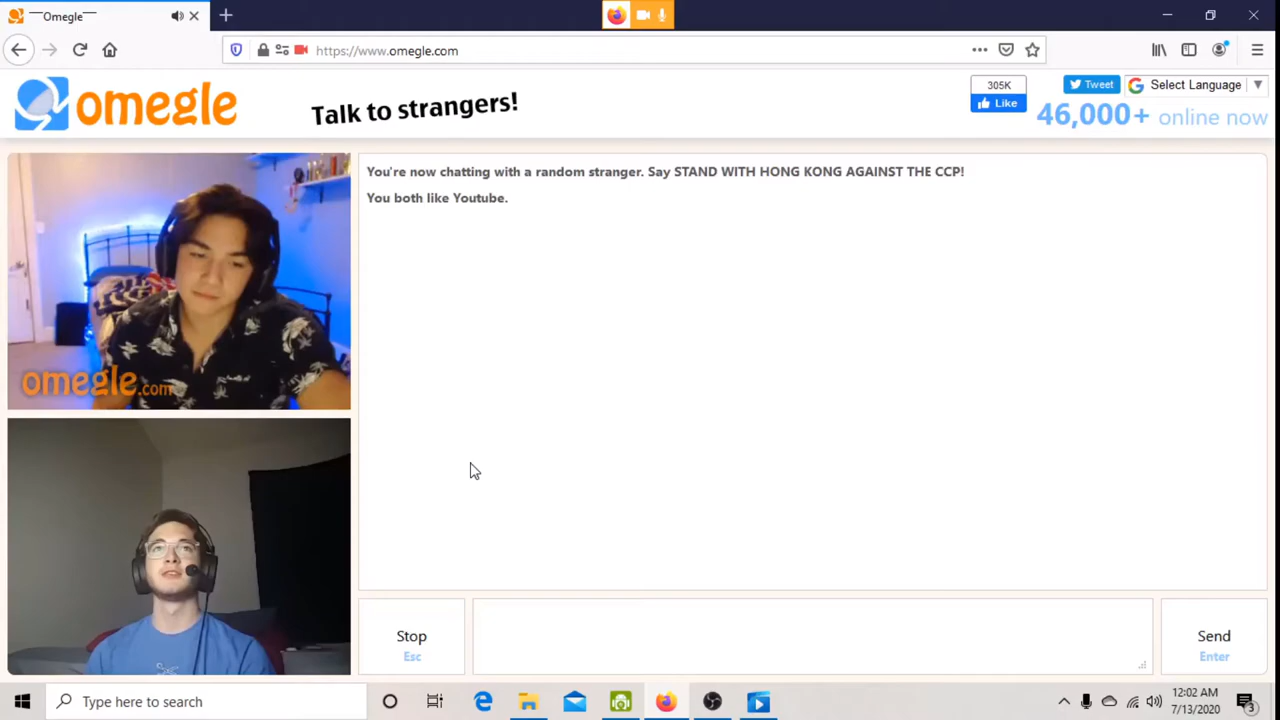 Omegle
https://www.omegle.com
omegle
Talk to strangers!
305K
Like
Tweet
G Select Language
46,000+ online now
You're now chatting with a random stranger. Say STAND WITH HONG KONG AGAINST THE CCP!
You both like Youtube.
omegle.com
Stop
Esc
Send
Enter
Type here to search
12:02 AM
7/13/2020
3